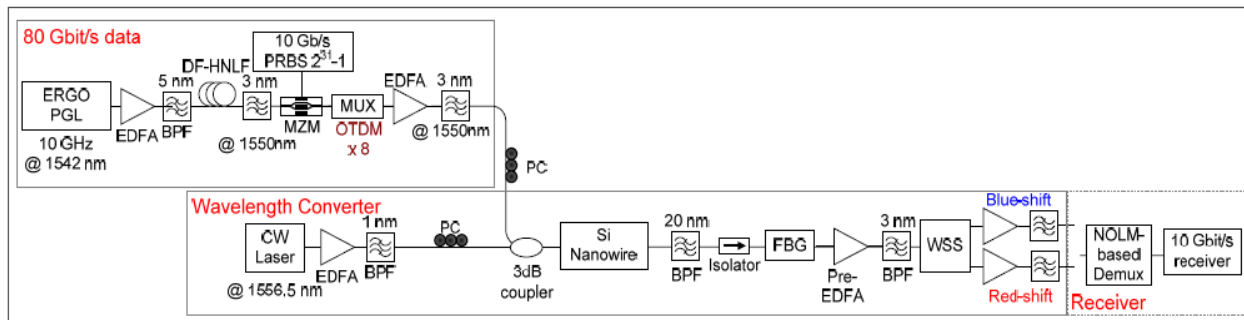 80 Gbit/s data
10 Gb/s
PRBS 2³¹-1
DF-HNLF
5 nm
3 nm
EDFA
3 nm
ERGO
PGL
EDFA
BPF
MZM
MUX
OTDM
x 8
10 GHz
@ 1542 nm
@ 1550nm
@ 1550nm
PC
Wavelength Converter
Blue-shift
1 nm
PC
20 nm
3 nm
CW
Laser
EDFA
BPF
3dB
coupler
Si
Nanowire
BPF
Isolator
FBG
Pre-
EDFA
BPF
WSS
NOLM-
based
Demux
10 Gbit/s
receiver
@ 1556.5 nm
Red-shift
Receiver